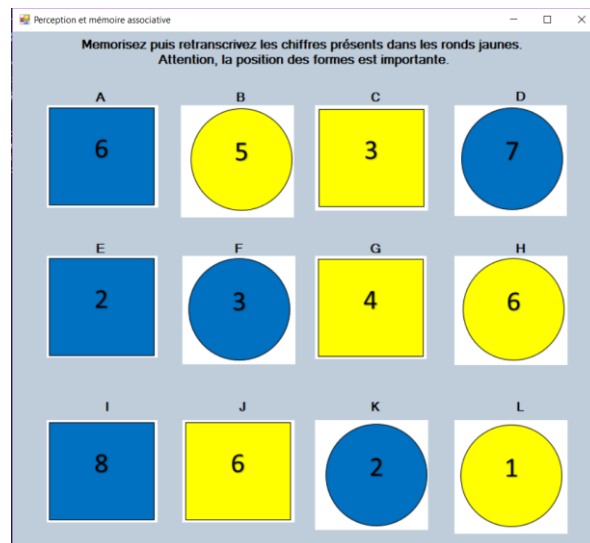 Perception et mémoire associative
Memorisez puis retranscrivez les chiffres présents dans les ronds jaunes.
Attention, la position des formes est importante.
A B C D
6 5 3 7
E F G H
2 3 4 6
I J K L
8 6 2 1